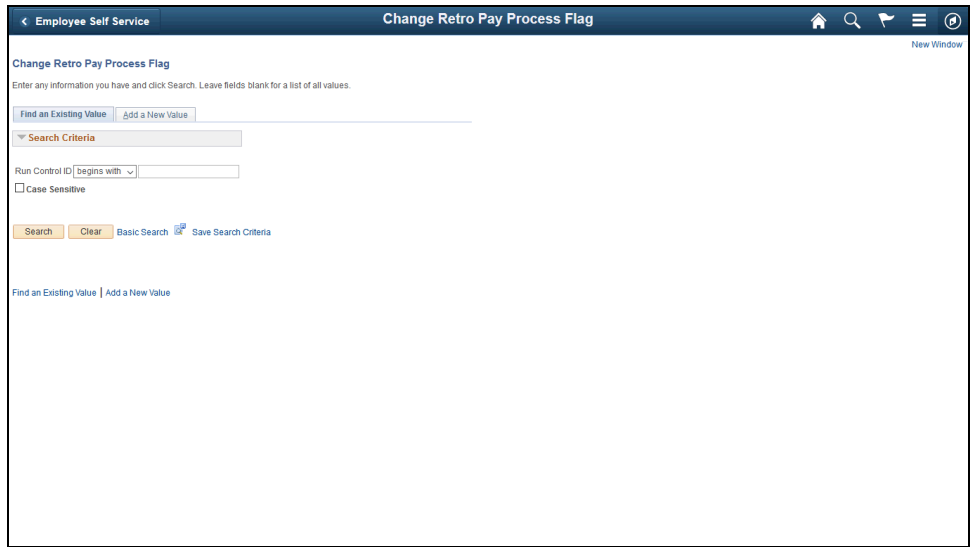 Employee Self Service
Change Retro Pay Process Flag
New Window
Change Retro Pay Process Flag
Enter any information you have and click Search. Leave fields blank for a list of all values.
Find an Existing Value
Add a New Value
Search Criteria
Run Control ID begins with
Case Sensitive
Search Clear Basic Search Save Search Criteria
Find an Existing Value | Add a New Value